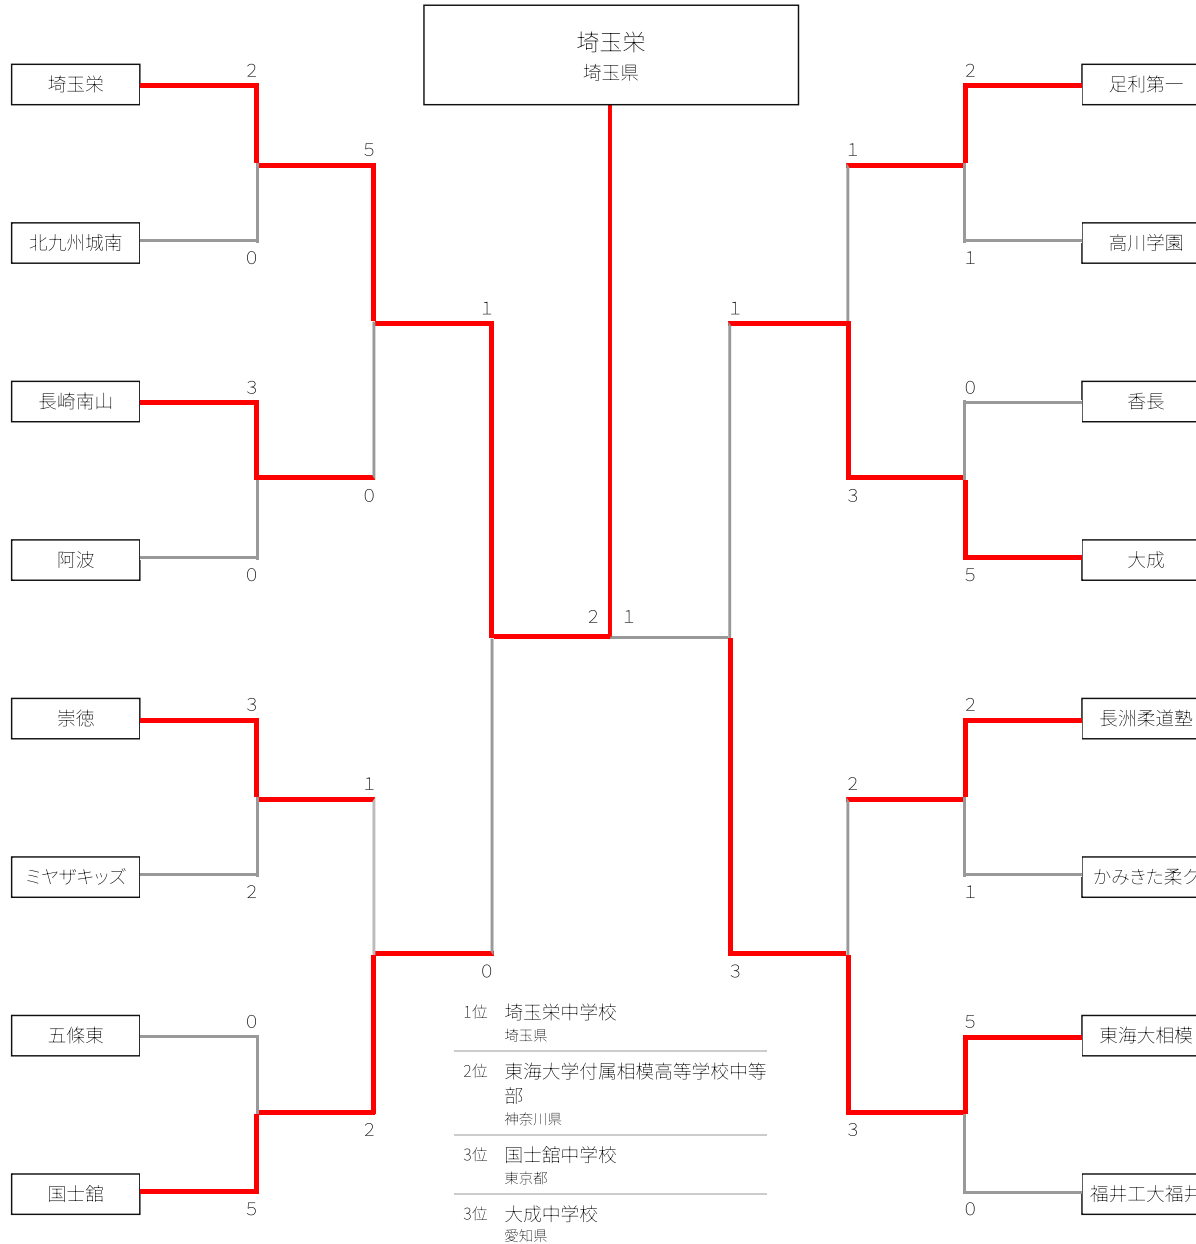 埼玉栄
埼玉県
埼玉栄
2
2
足利第一
5
1
北九州城南
0
1
高川学園
1
1
長崎南山
3
0
香長
0
3
阿波
0
5
大成
2
1
崇徳
3
2
長洲柔道塾
1
2
ミヤザキッズ
2
1
かみきた柔ク
0
3
五條東
0
5
東海大相模
2
3
国士舘
5
0
福井工大福井
1位 埼玉栄中学校
埼玉県
2位 東海大学付属相模高等学校中等
部
神奈川県
3位 国士舘中学校
東京都
3位 大成中学校
愛知県